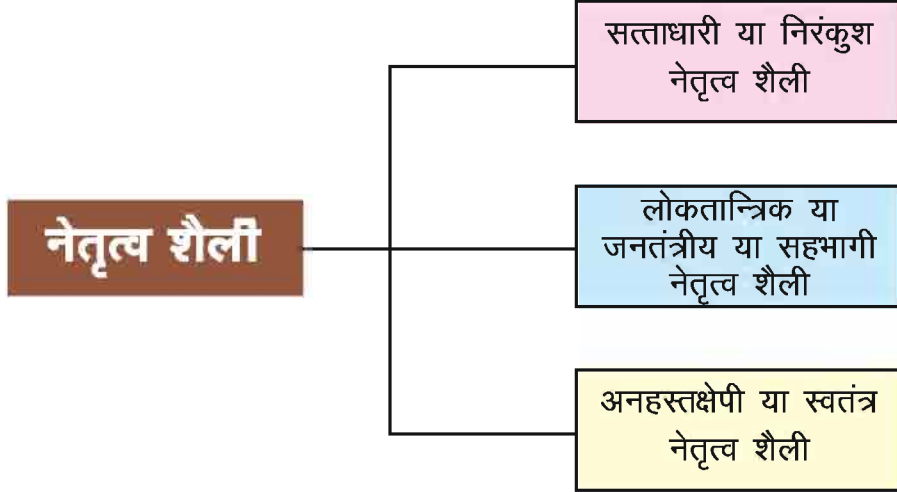 नेतृत्व शैली
सत्ताधारी या निरंकुश
नेतृत्व शैली
लोकतान्त्रिक या
जनतंत्रीय या सहभागी
नेतृत्व शैली
अनहस्तक्षेपी या स्वतंत्र
नेतृत्व शैली